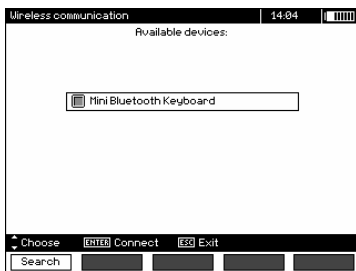 Wireless communication 14:04
Available devices:
Mini Bluetooth Keyboard
Choose ENTER Connect ESC Exit
Search